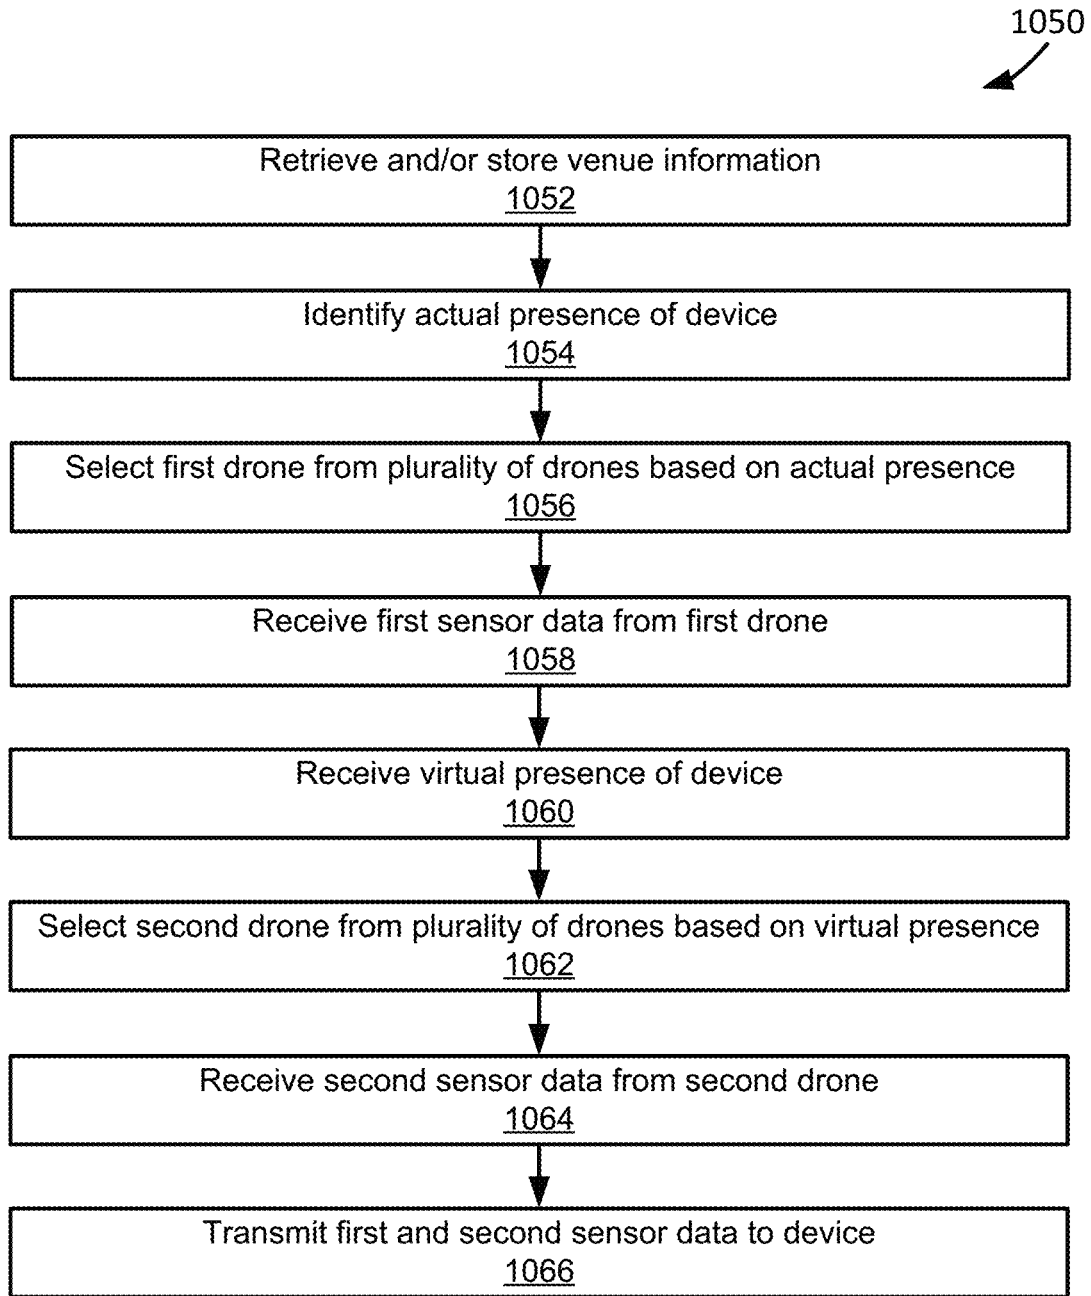 1050
Retrieve and/or store venue information
1052
Identify actual presence of device
1054
Select first drone from plurality of drones based on actual presence
1056
Receive first sensor data from first drone
1058
Receive virtual presence of device
1060
Select second drone from plurality of drones based on virtual presence
1062
Receive second sensor data from second drone
1064
Transmit first and second sensor data to device
1066